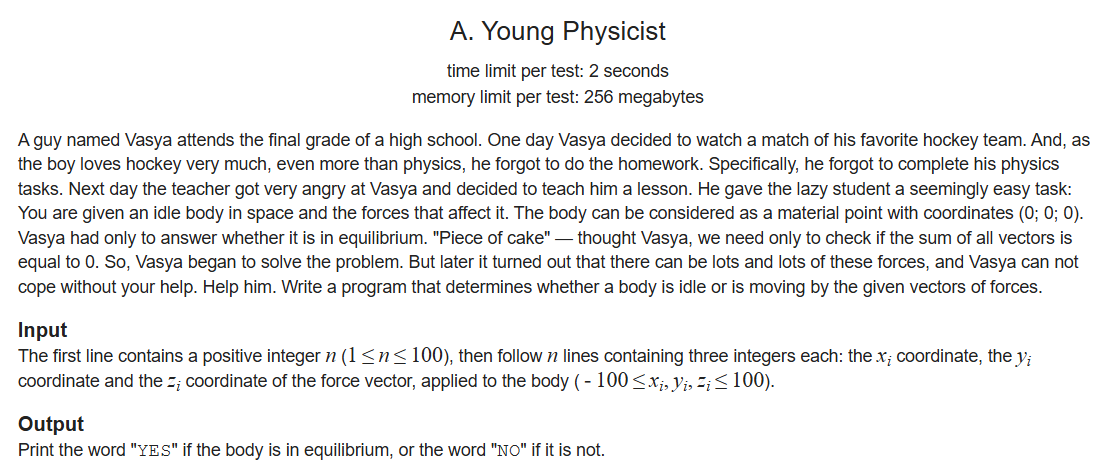 A. Young Physicist
time limit per test: 2 seconds
memory limit per test: 256 megabytes
A guy named Vasya attends the final grade of a high school. One day Vasya decided to watch a match of his favorite hockey team. And, as
the boy loves hockey very much, even more than physics, he forgot to do the homework. Specifically, he forgot to complete his physics
tasks. Next day the teacher got very angry at Vasya and decided to teach him a lesson. He gave the lazy student a seemingly easy task:
You are given an idle body in space and the forces that affect it. The body can be considered as a material point with coordinates (0; 0; 0).
Vasya had only to answer whether it is in equilibrium. "Piece of cake" — thought Vasya, we need only to check if the sum of all vectors is
equal to 0. So, Vasya began to solve the problem. But later it turned out that there can be lots and lots of these forces, and Vasya can not
cope without your help. Help him. Write a program that determines whether a body is idle or is moving by the given vectors of forces.
Input
The first line contains a positive integer n (1 ≤ n ≤ 100), then follow n lines containing three integers each: the xᵢ coordinate, the yᵢ
coordinate and the zᵢ coordinate of the force vector, applied to the body ( - 100 ≤ xᵢ, yᵢ, zᵢ ≤ 100).
Output
Print the word "YES" if the body is in equilibrium, or the word "NO" if it is not.